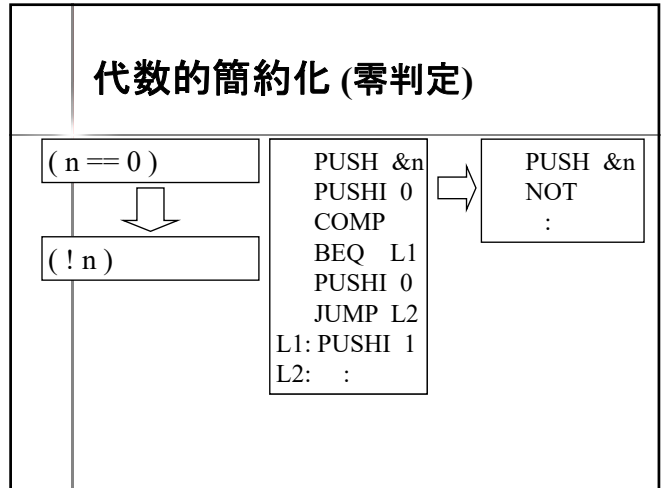 代数的簡約化 (零判定)
( n == 0 )
( ! n )
PUSH &n
PUSHI 0
COMP
BEQ L1
PUSHI 0
JUMP L2
L1: PUSHI 1
L2: :
PUSH &n
NOT
: